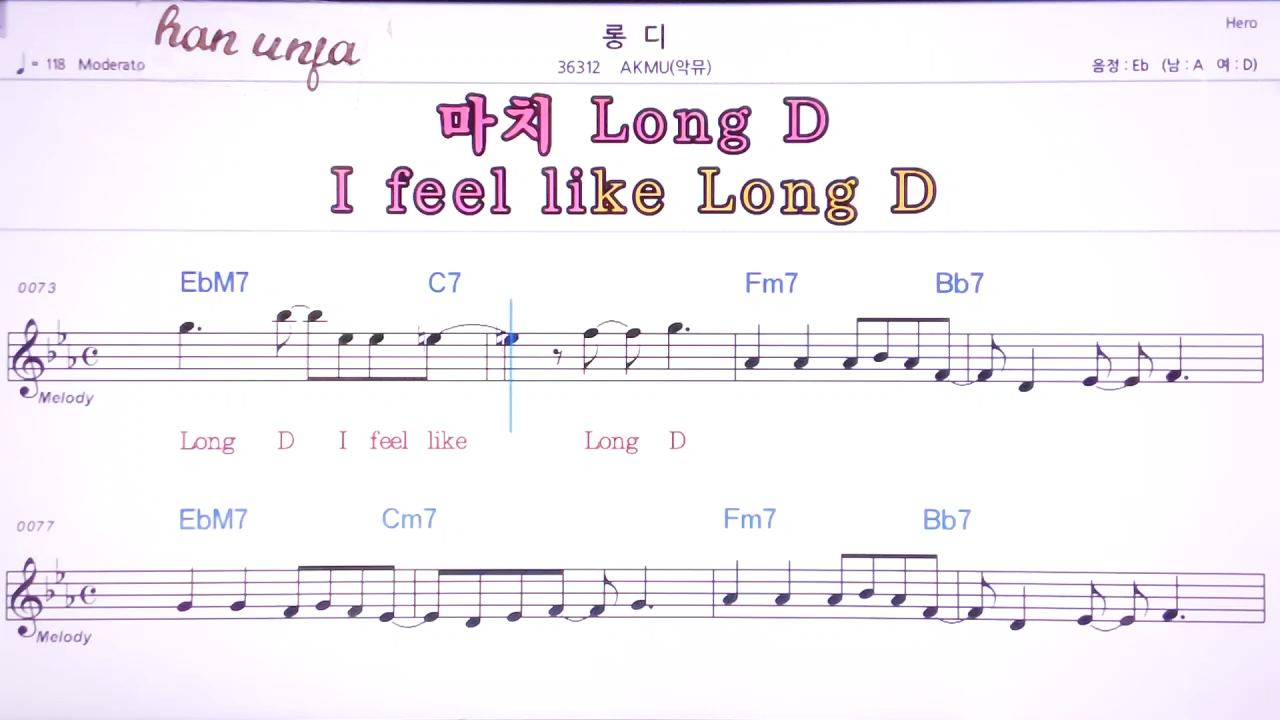 han unja
롱 디
Hero
♩= 118 Moderato
36312 AKMU(악뮤)
음정 : Eb (남 : A 여 : D)
마치 Long D
I feel like Long D
0073
EbM7 C7 Fm7 Bb7
Melody
Long D I feel like Long D
0077
EbM7 Cm7 Fm7 Bb7
Melody